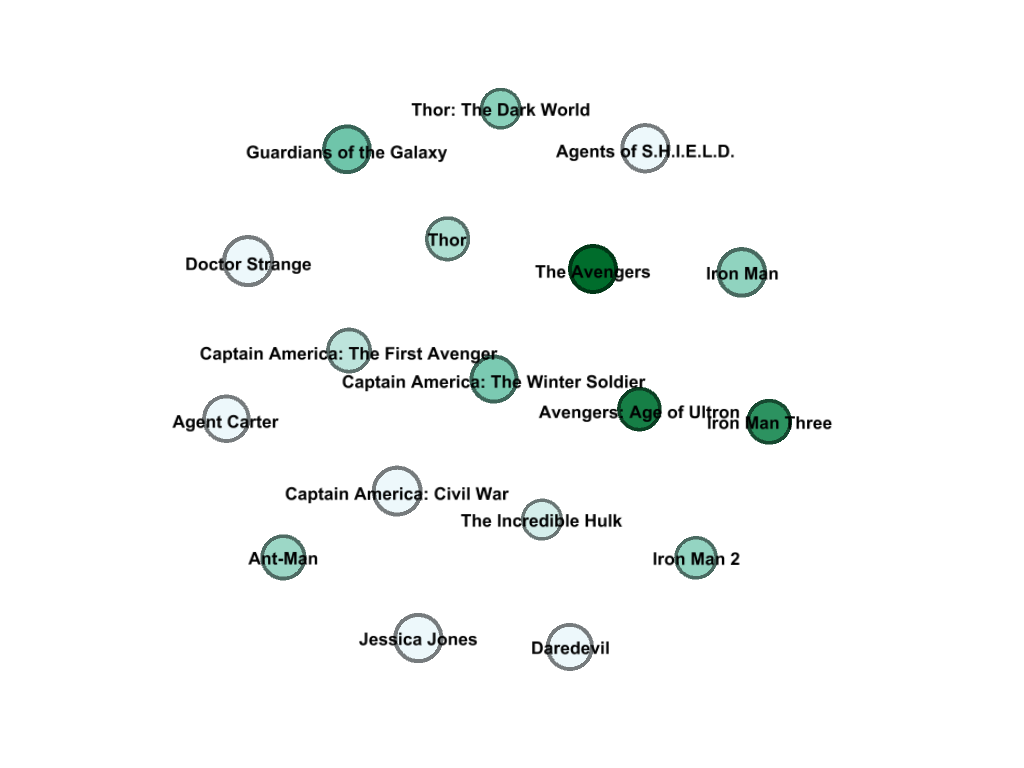 Thor: The Dark World
Guardians of the Galaxy
Agents of S.H.I.E.L.D.
Thor
Doctor Strange
The Avengers
Iron Man
Captain America: The First Avenger
Captain America: The Winter Soldier
Avengers: Age of Ultron
Iron Man Three
Agent Carter
Captain America: Civil War
The Incredible Hulk
Ant-Man
Iron Man 2
Jessica Jones
Daredevil